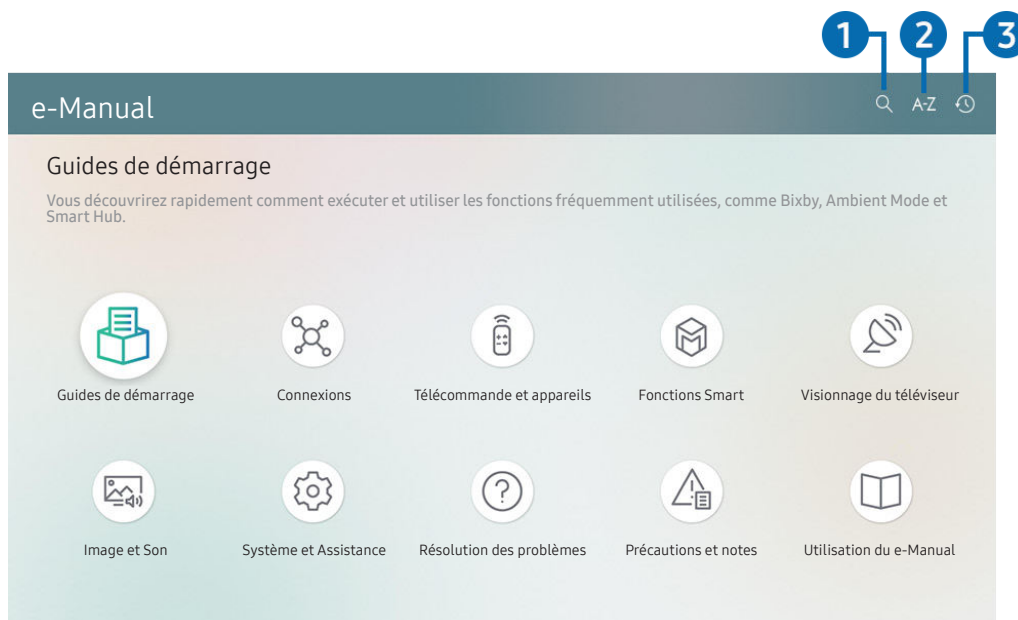 1 2 3
e-Manual
A-Z
Guides de démarrage
Vous découvrirez rapidement comment exécuter et utiliser les fonctions fréquemment utilisées, comme Bixby, Ambient Mode et
Smart Hub.
Guides de démarrage
Connexions
Télécommande et appareils
Fonctions Smart
Visionnage du téléviseur
Image et Son
Système et Assistance
Résolution des problèmes
Précautions et notes
Utilisation du e-Manual